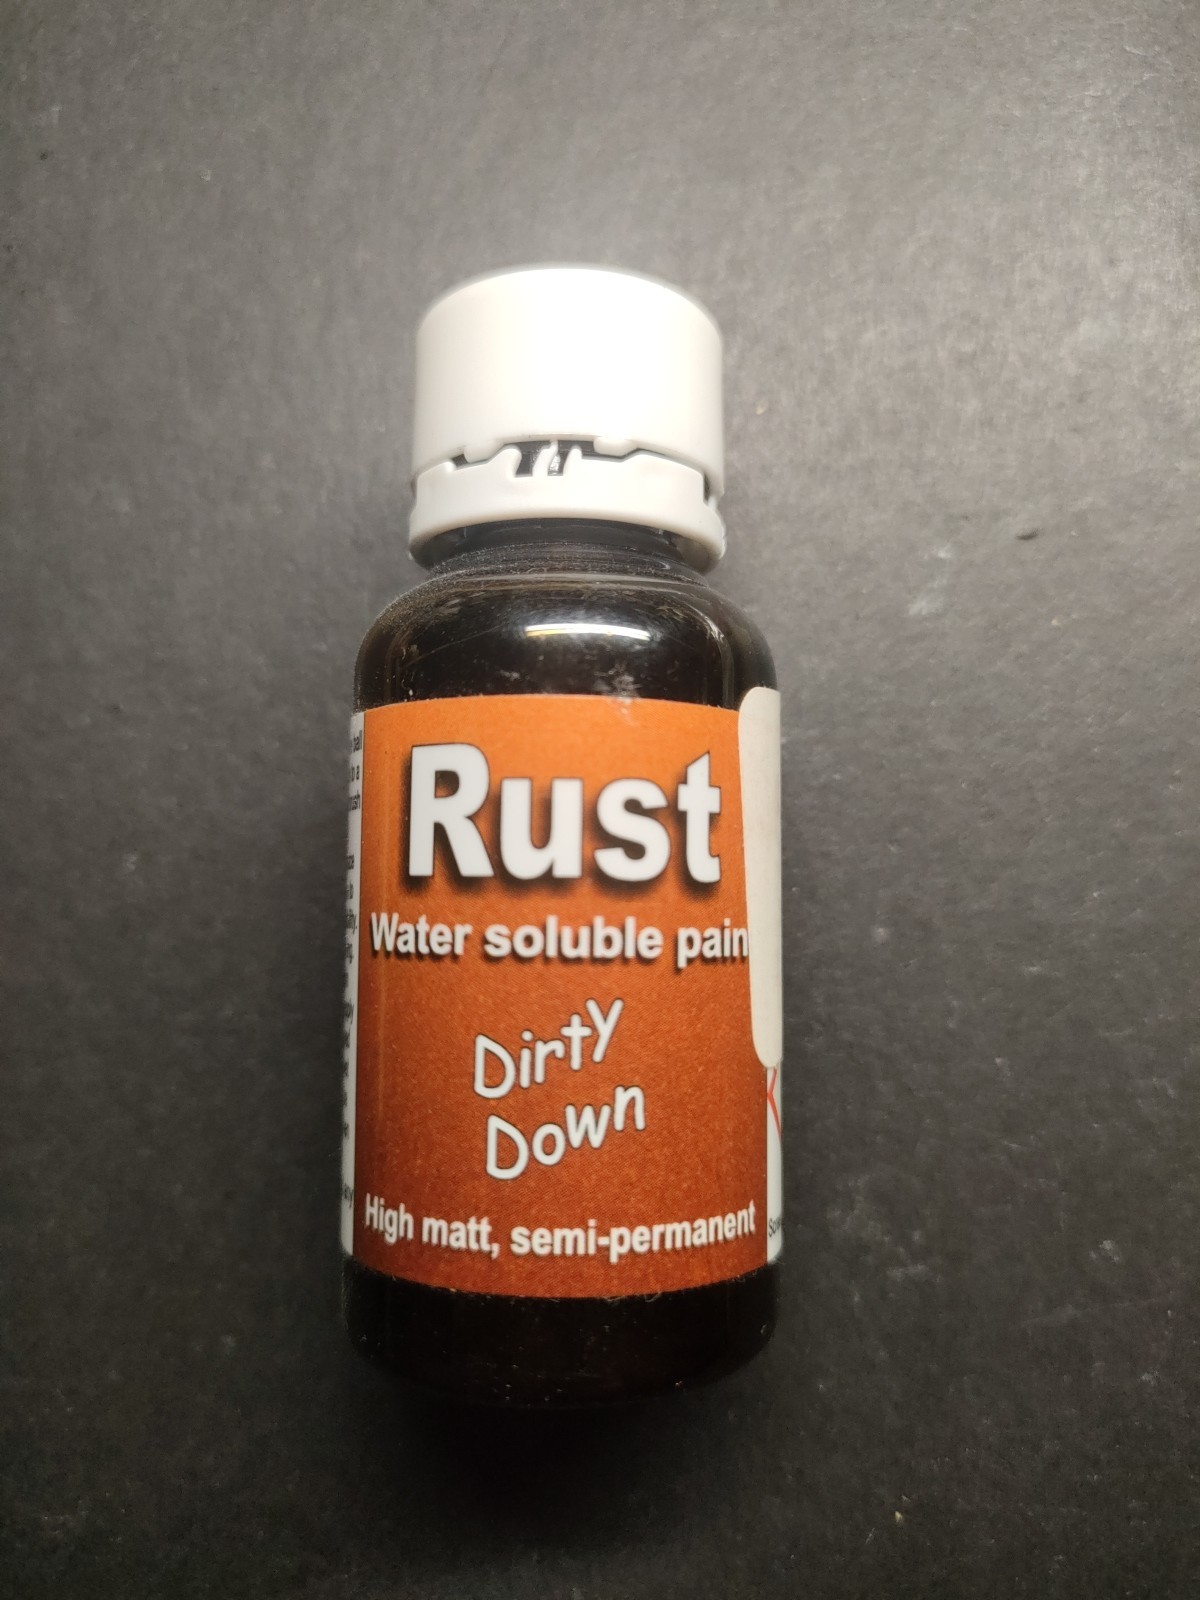 Rust
Water soluble pain
Dirty
Down
High matt, semi-permanent